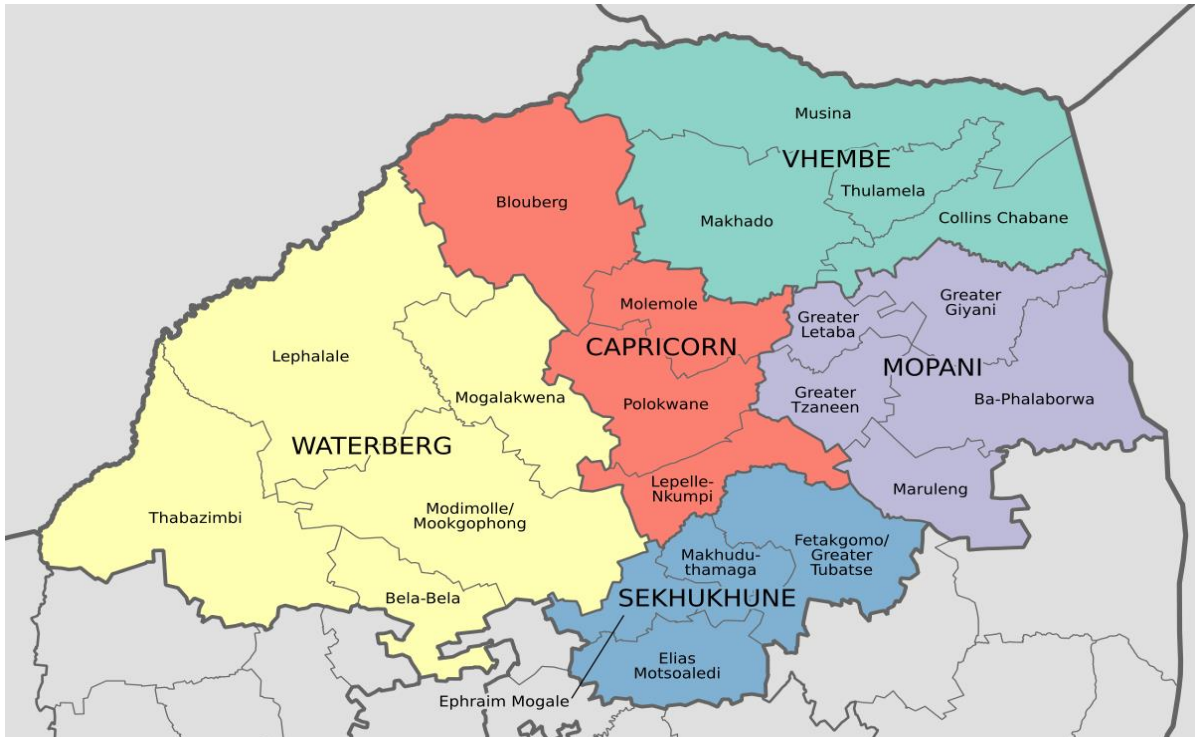 Musina
VHEMBE
Thulamela
Blouberg
Makhado
Collins Chabane
Molemole
Greater
Giyani
Greater
Letaba
CAPRICORN
Lephalale
MOPANI
Mogalakwena
Polokwane
Greater
Tzaneen
Ba-Phalaborwa
WATERBERG
Lepelle-
Nkumpi
Maruleng
Thabazimbi
Modimolle/
Mookgophong
Makhudu-
thamaga
Fetakgomo/
Greater
Tubatse
Bela-Bela
SEKHUKHUNE
Elias
Motsoaledi
Ephraim Mogale